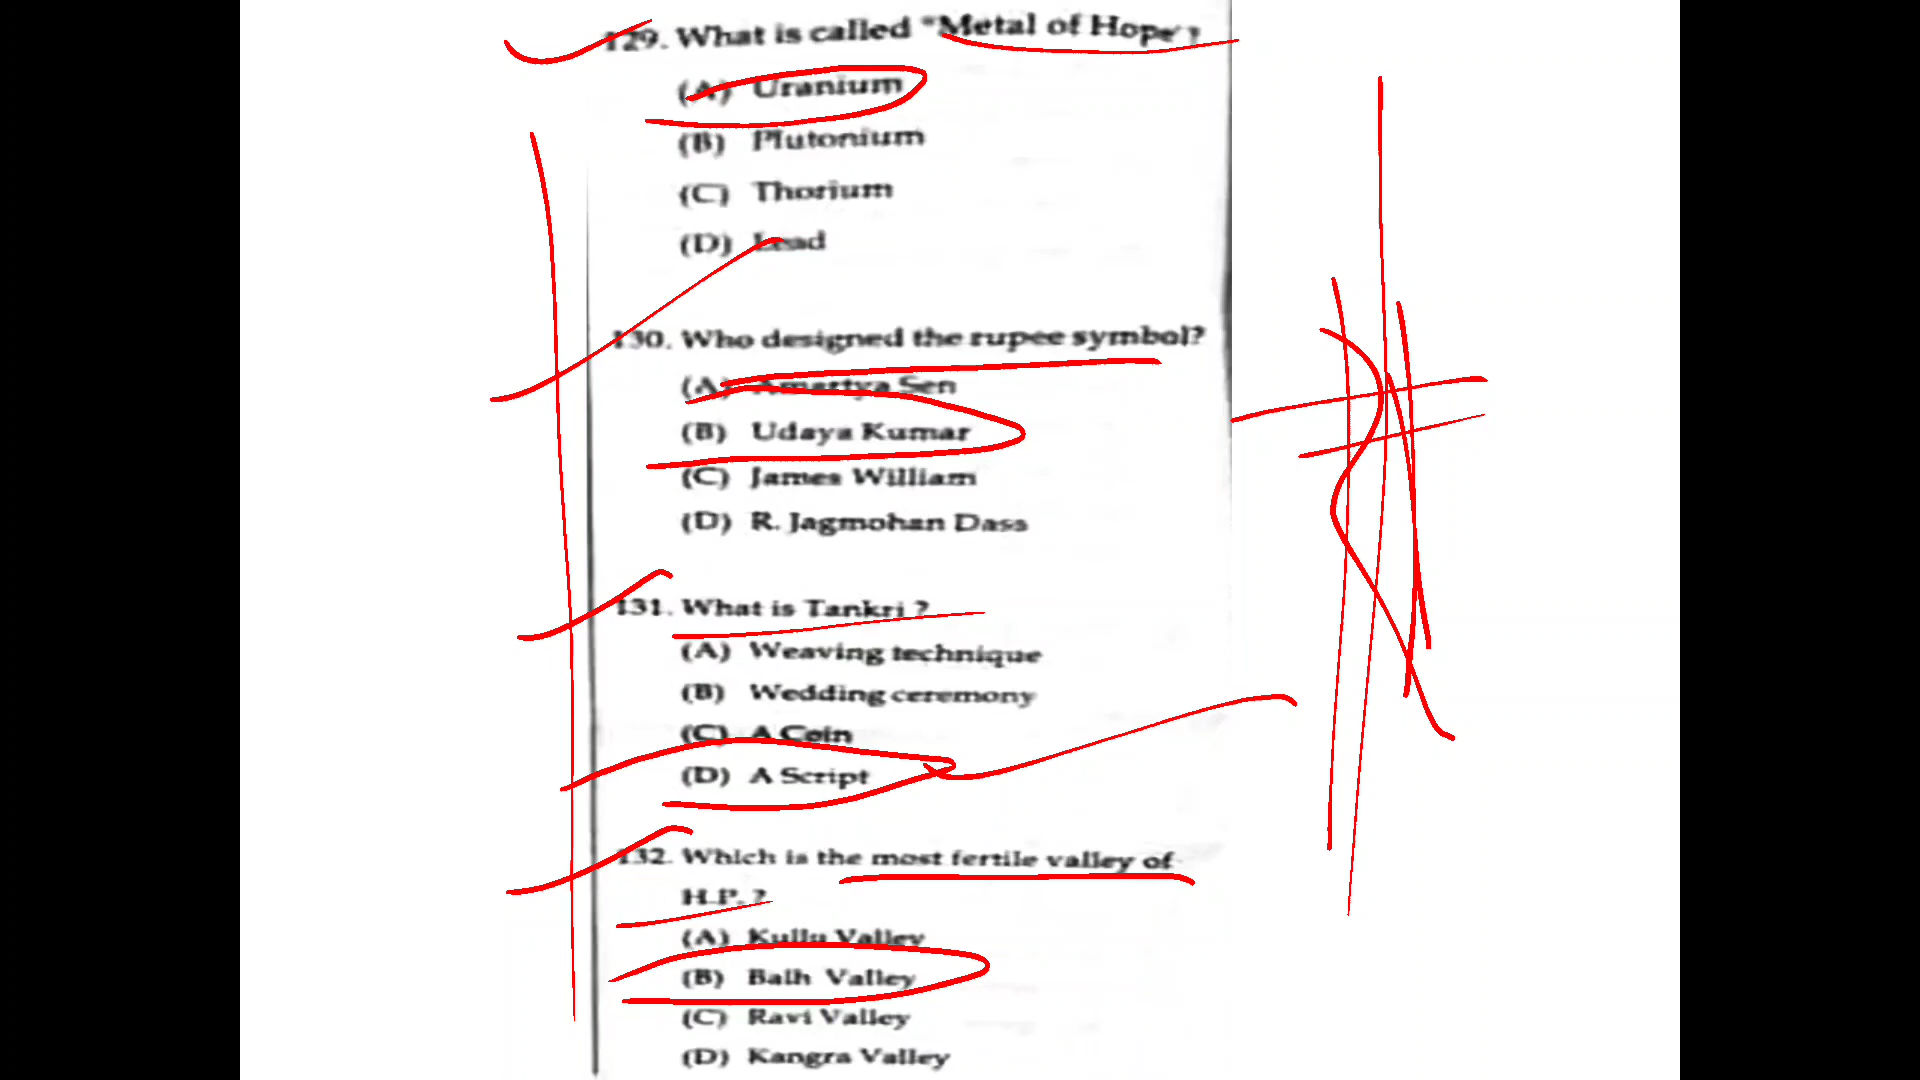 129. What is called "Metal of Hope'?
(A) Uranium
(B) Plutonium
(C) Thorium
(D) Lead
130. Who designed the rupee symbol?
(A) Amartya Sen
(B) Udaya Kumar
(C) James William
(D) R. Jagmohan Dass
131. What is Tankri ?
(A) Weaving technique
(B) Wedding ceremony
(C) A Coin
(D) A Script
132. Which is the most fertile valley of
H.P. ?
(A) Kullu Valley
(B) Balh Valley
(C) Ravi Valley
(D) Kangra Valley